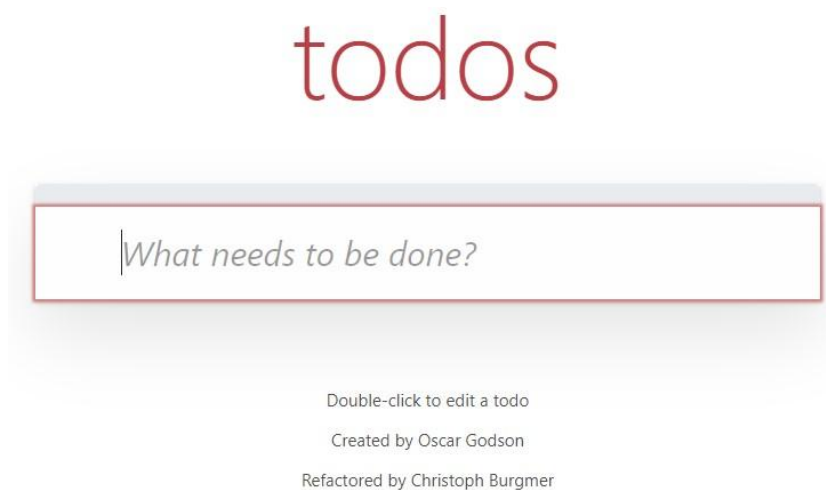 todos
What needs to be done?
Double-click to edit a todo
Created by Oscar Godson
Refactored by Christoph Burgmer